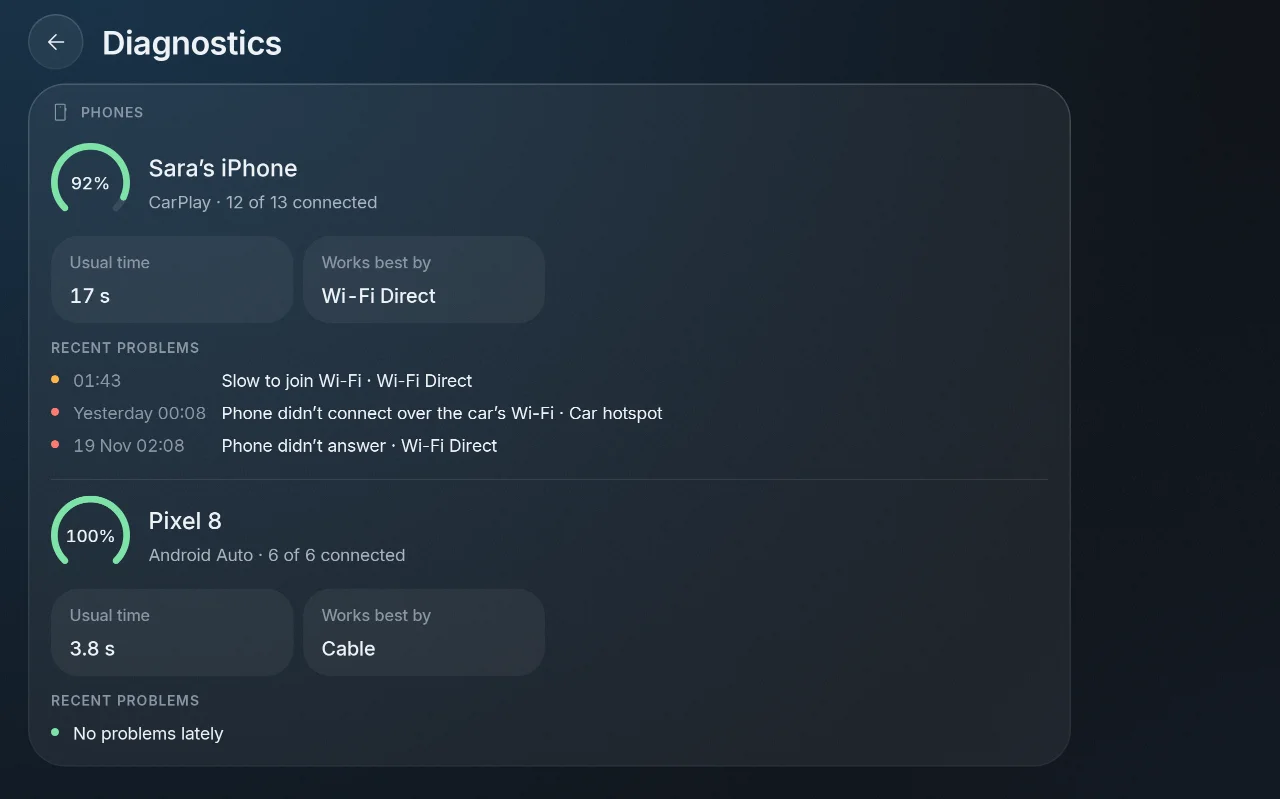 Diagnostics
PHONES
92%
Sara’s iPhone
CarPlay · 12 of 13 connected
Usual time
17 s
Works best by
Wi-Fi Direct
RECENT PROBLEMS
01:43 Slow to join Wi-Fi · Wi-Fi Direct
Yesterday 00:08 Phone didn’t connect over the car’s Wi-Fi · Car hotspot
19 Nov 02:08 Phone didn’t answer · Wi-Fi Direct
100%
Pixel 8
Android Auto · 6 of 6 connected
Usual time
3.8 s
Works best by
Cable
RECENT PROBLEMS
No problems lately